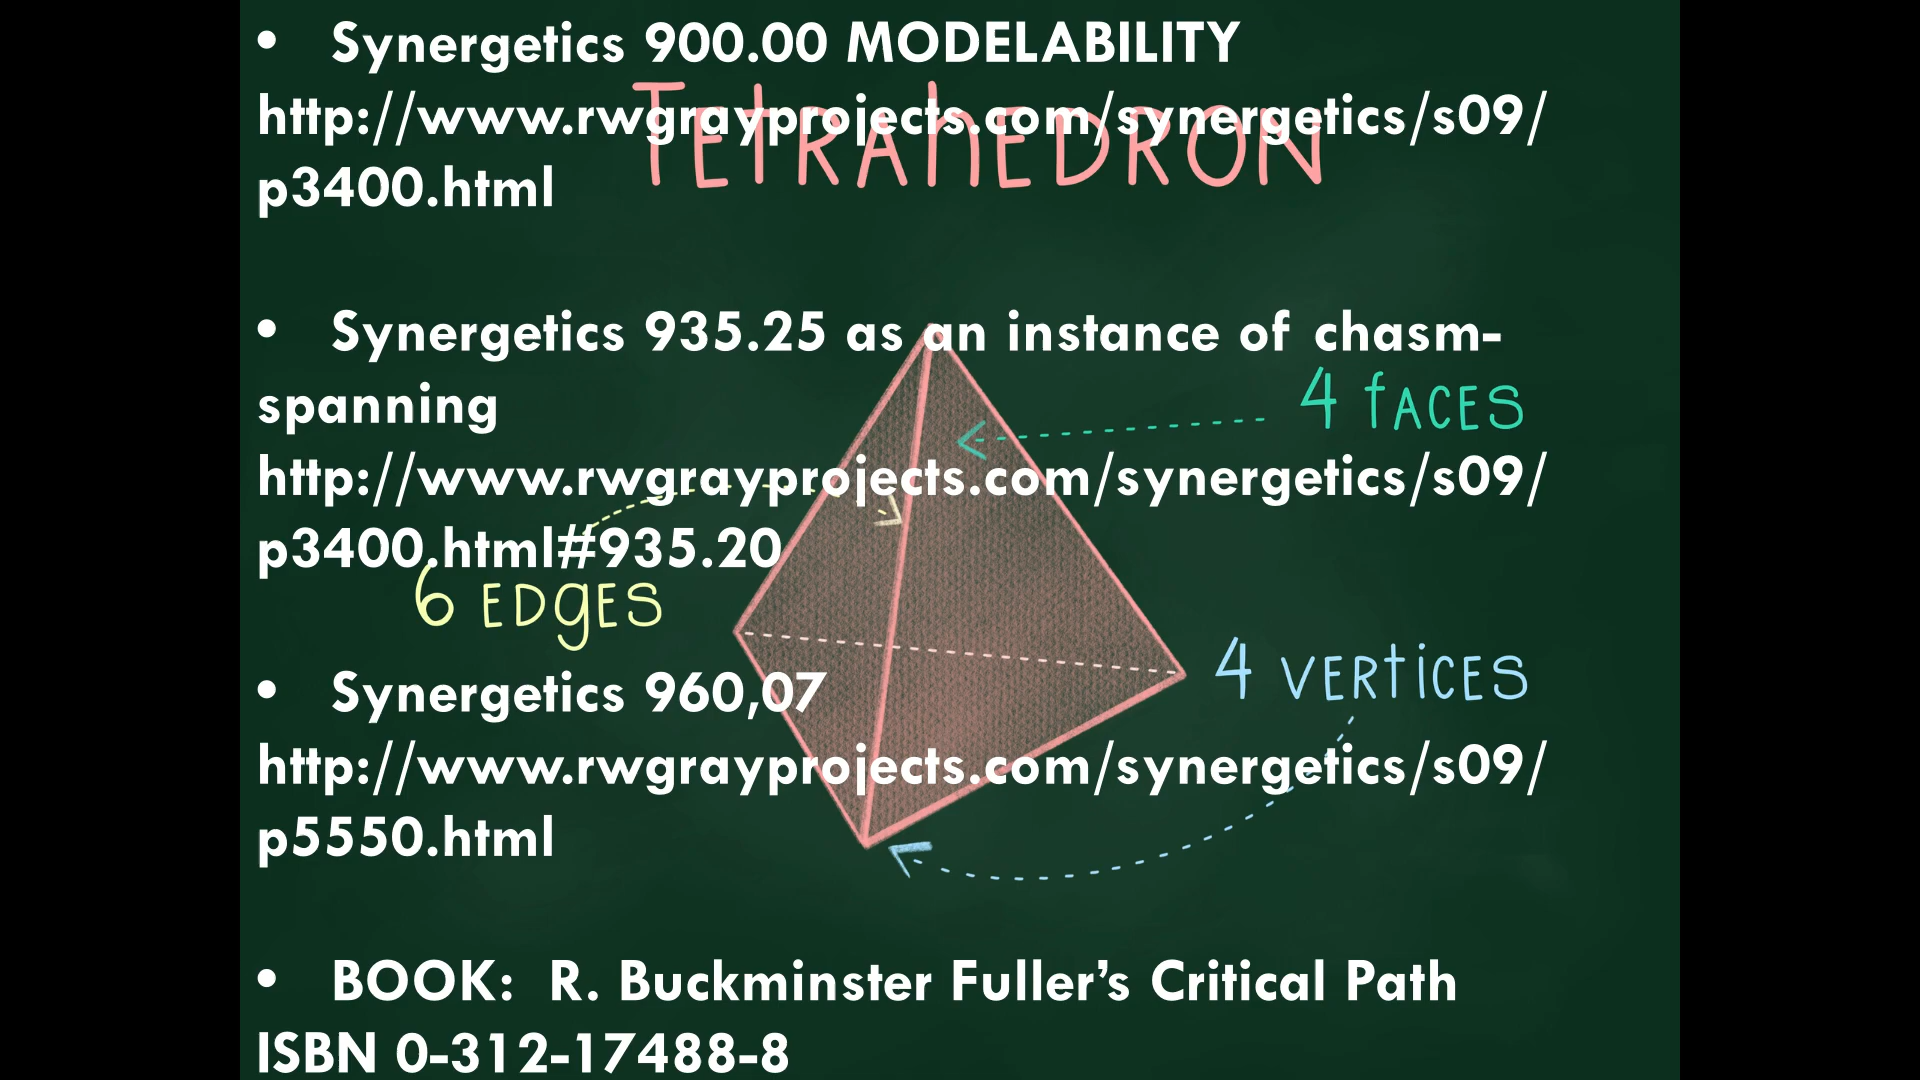 • Synergetics 900.00 MODELABILITY
http://www.rwgrayprojects.com/synergetics/s09/
p3400.html
TETRAhEDRON
• Synergetics 935.25 as an instance of chasm-
spanning
4 fACES
http://www.rwgrayprojects.com/synergetics/s09/
p3400.html#935.20
6 EDgES
4 VERtiCES
• Synergetics 960,07
http://www.rwgrayprojects.com/synergetics/s09/
p5550.html
• BOOK: R. Buckminster Fuller’s Critical Path
ISBN 0-312-17488-8